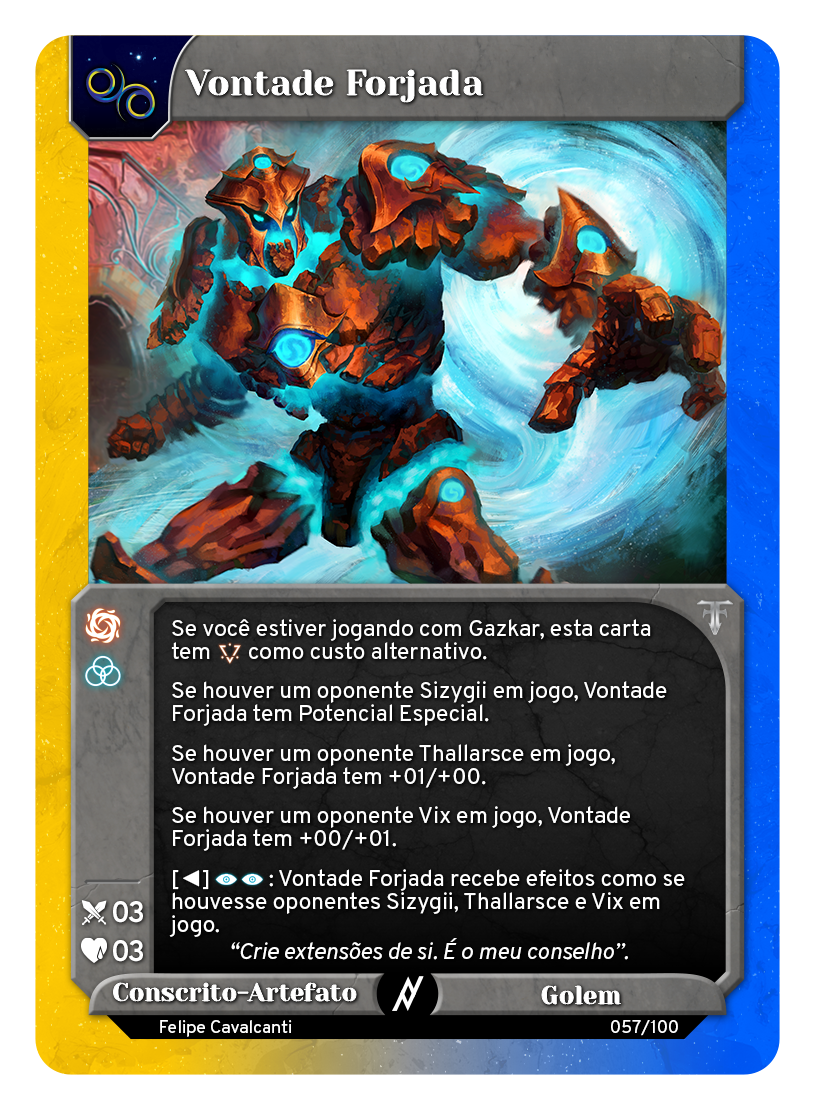 Vontade Forjada
Se você estiver jogando com Gazkar, esta carta
tem como custo alternativo.
Se houver um oponente Sizygii em jogo, Vontade
Forjada tem Potencial Especial.
Se houver um oponente Thallarsce em jogo,
Vontade Forjada tem +01/+00.
Se houver um oponente Vix em jogo, Vontade
Forjada tem +00/+01.
[◄] : Vontade Forjada recebe efeitos como se
houvesse oponentes Sizygii, Thallarsce e Vix em
jogo.
“Crie extensões de si. É o meu conselho”.
03
03
Conscrito-Artefato
Golem
Felipe Cavalcanti
057/100